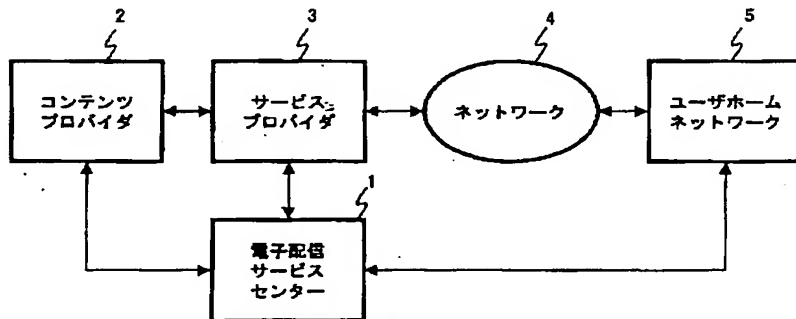 2
3
4
5
コンテンツ
プロバイダ
サービス
プロバイダ
ネットワーク
ユーザホーム
ネットワーク
1
電子配信
サービス
センター